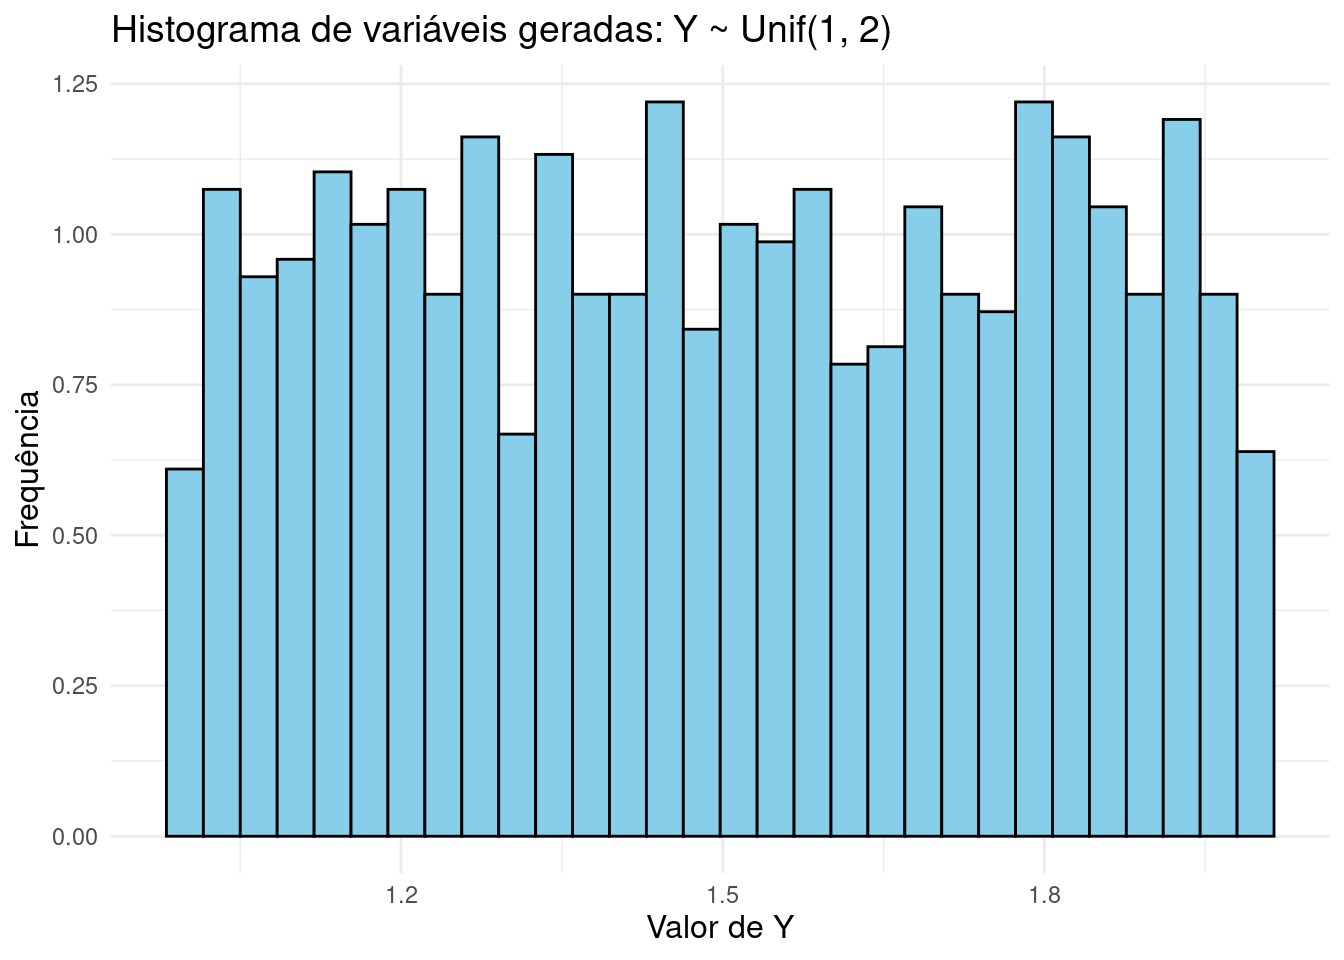 Histograma de variáveis geradas: Y ~ Unif(1, 2)
1.25
1.00
0.75
0.50
0.25
0.00
Frequência
1.2 1.5 1.8
Valor de Y